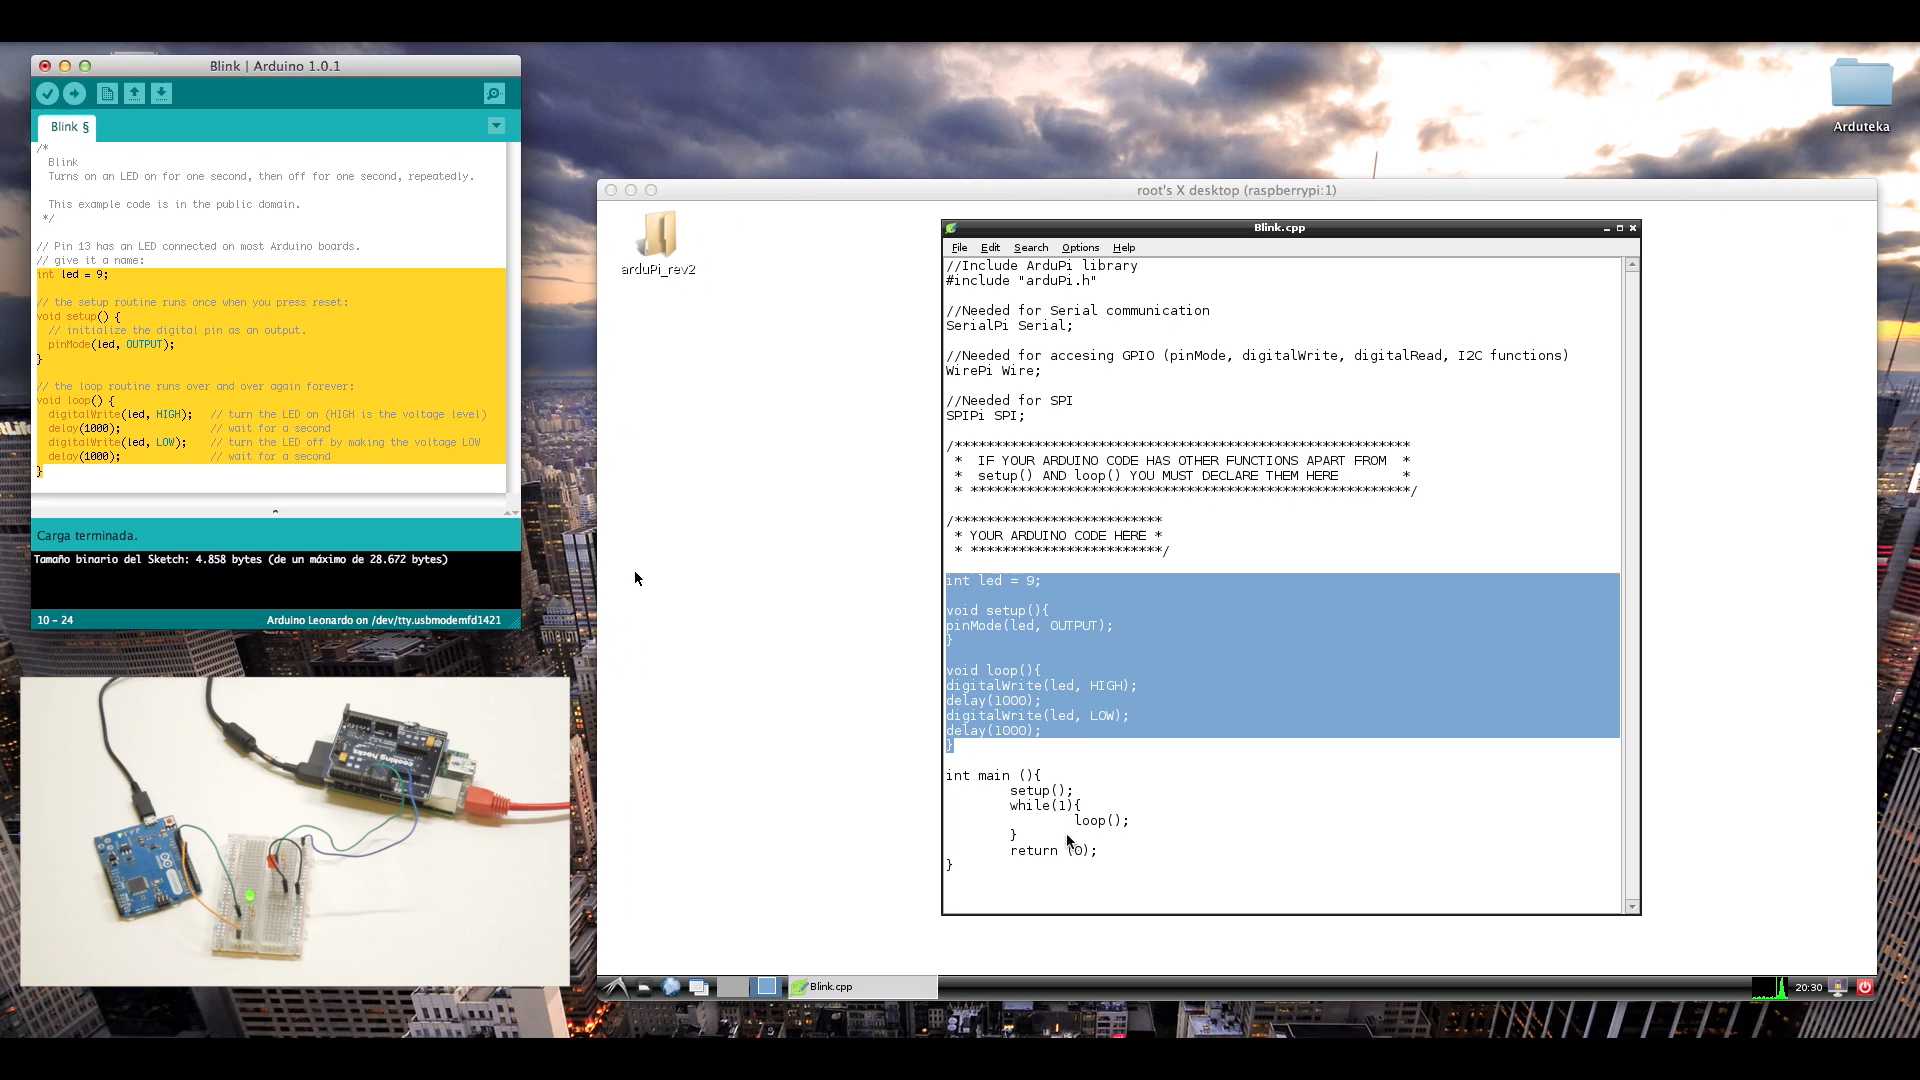 Blink | Arduino 1.0.1
Blink §
/*
Blink
Turns on an LED on for one second, then off for one second, repeatedly.
This example code is in the public domain.
*/
// Pin 13 has an LED connected on most Arduino boards.
// give it a name:
int led = 9;
// the setup routine runs once when you press reset:
void setup() {
// initialize the digital pin as an output.
pinMode(led, OUTPUT);
}
// the loop routine runs over and over again forever:
void loop() {
digitalWrite(led, HIGH);   // turn the LED on (HIGH is the voltage level)
delay(1000);               // wait for a second
digitalWrite(led, LOW);    // turn the LED off by making the voltage LOW
delay(1000);               // wait for a second
}
Carga terminada.
Tamaño binario del Sketch: 4.858 bytes (de un máximo de 28.672 bytes)
10 - 24
Arduino Leonardo on /dev/tty.usbmodemfd1421
cooking hacks
Arduteka
root's X desktop (raspberrypi:1)
arduPi_rev2
Blink.cpp
File Edit Search Options Help
//Include ArduPi library
#include "arduPi.h"
//Needed for Serial communication
SerialPi Serial;
//Needed for accesing GPIO (pinMode, digitalWrite, digitalRead, I2C functions)
WirePi Wire;
//Needed for SPI
SPIPi SPI;
/*********************************************************
*  IF YOUR ARDUINO CODE HAS OTHER FUNCTIONS APART FROM  *
*  setup() AND loop() YOU MUST DECLARE THEM HERE        *
* *******************************************************/
/**************************
* YOUR ARDUINO CODE HERE *
* ************************/
int led = 9;
void setup(){
pinMode(led, OUTPUT);
}
void loop(){
digitalWrite(led, HIGH);
delay(1000);
digitalWrite(led, LOW);
delay(1000);
}
int main (){
setup();
while(1){
loop();
}
return (0);
}
Blink.cpp
20:30